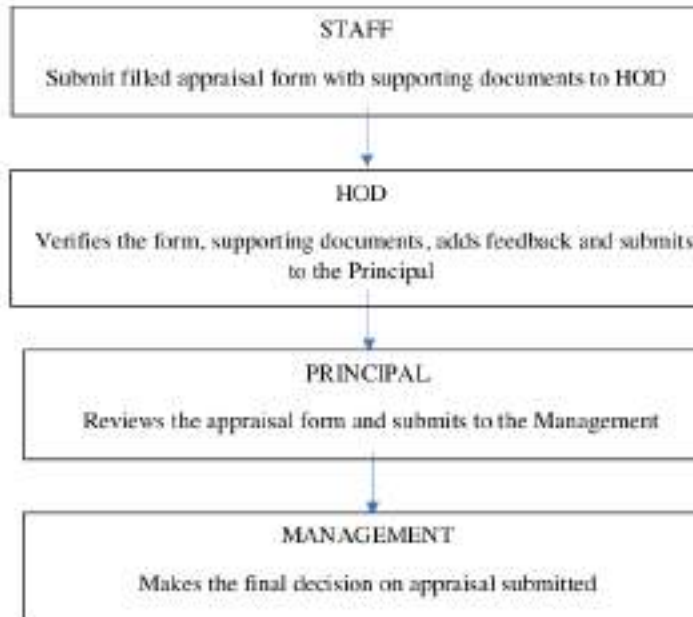 STAFF
Submit filled appraisal form with supporting documents to HOD
HOD
Verifies the form, supporting documents, adds feedback and submits
to the Principal
PRINCIPAL
Reviews the appraisal form and submits to the Management
MANAGEMENT
Makes the final decision on appraisal submitted